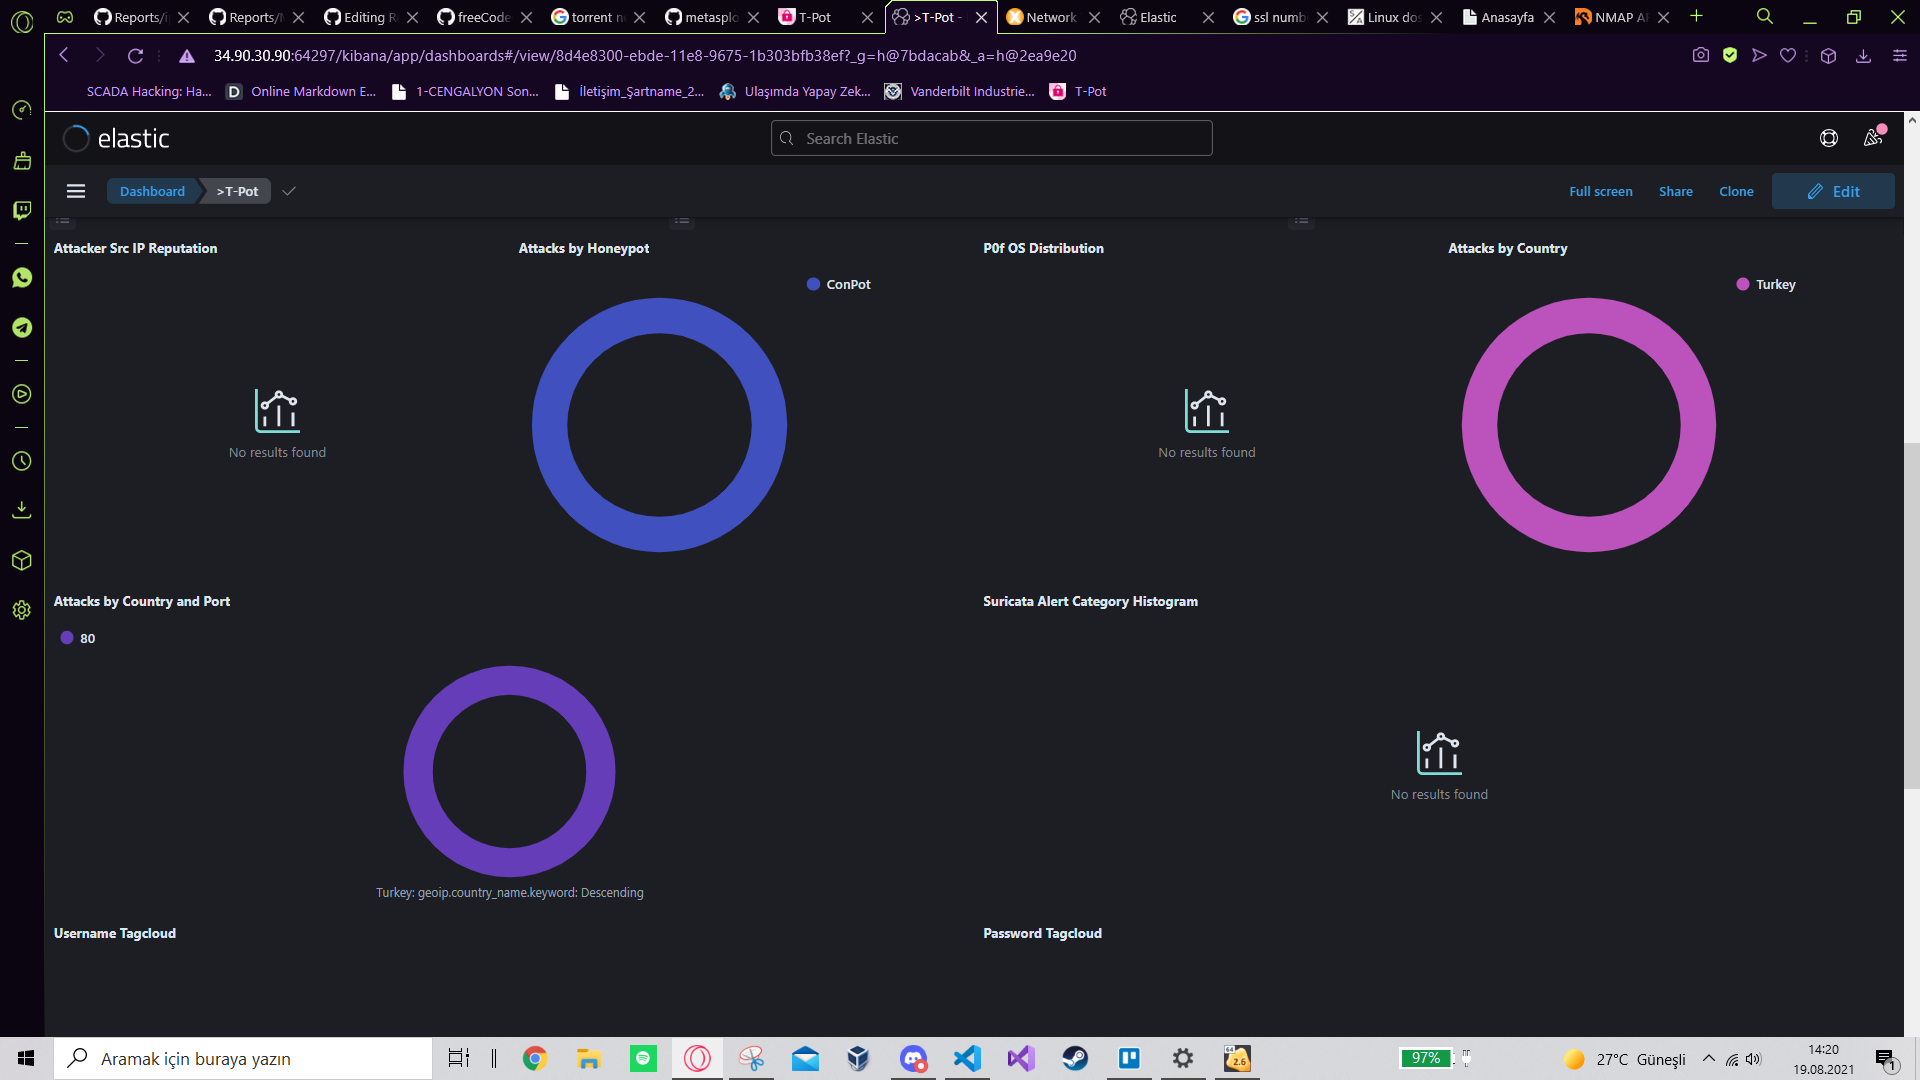 Reports/i
Reports/M
Editing R
freeCode
torrent n
metasplo
T-Pot
>T-Pot -
Network
Elastic
ssl numb
Linux dos
Anasayfa
NMAP A
34.90.30.90:64297/kibana/app/dashboards#/view/8d4e8300-ebde-11e8-9675-1b303bfb38ef?_g=h@7bdacab&_a=h@2ea9e20
SCADA Hacking: Ha...
Online Markdown E...
1-CENGALYON Son...
İletişim_Şartname_2...
Ulaşımda Yapay Zek...
Vanderbilt Industrie...
T-Pot
elastic
Search Elastic
Dashboard
>T-Pot
Full screen
Share
Clone
Edit
Attacker Src IP Reputation
Attacks by Honeypot
P0f OS Distribution
Attacks by Country
ConPot
Turkey
No results found
No results found
Attacks by Country and Port
Suricata Alert Category Histogram
80
No results found
Turkey: geoip.country_name.keyword: Descending
Username Tagcloud
Password Tagcloud
Aramak için buraya yazın
64
2.6
97%
27°C Güneşli
14:20
19.08.2021
1